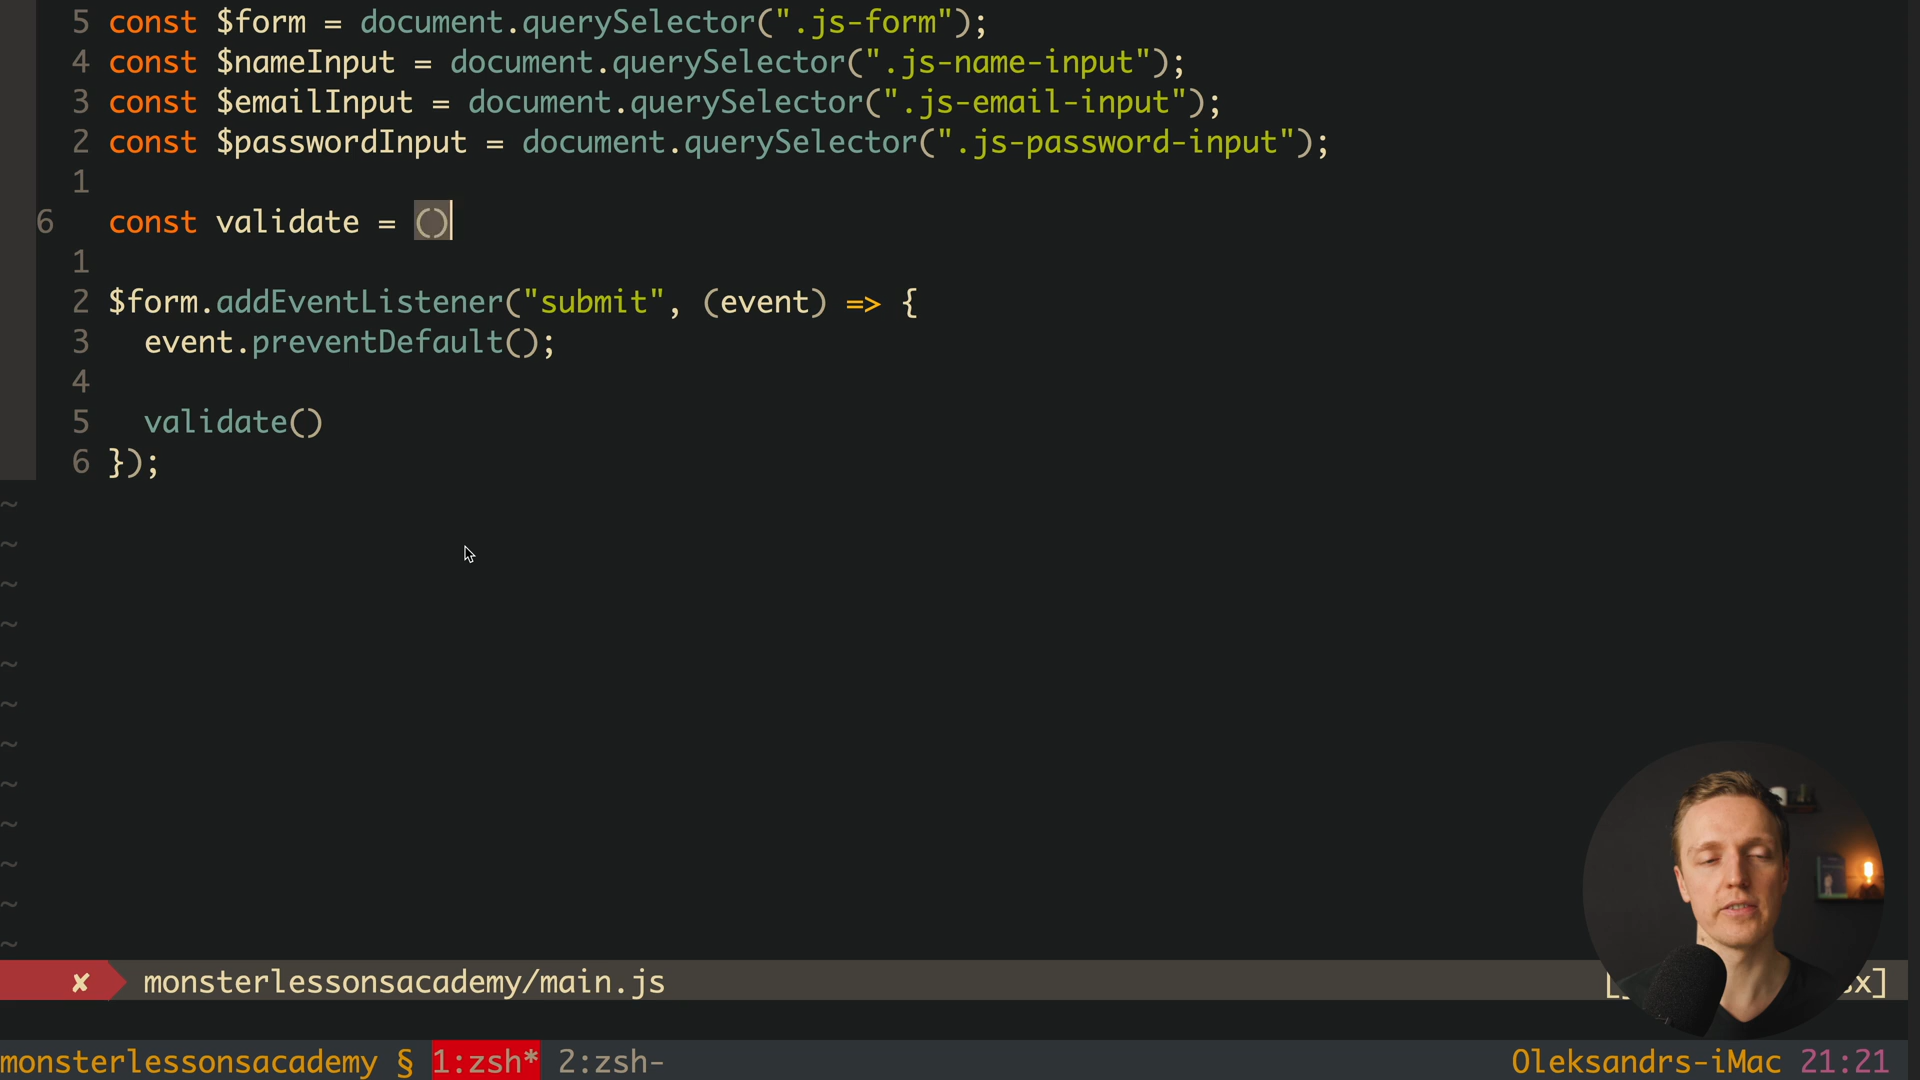 5 const $form = document.querySelector(".js-form");
4 const $nameInput = document.querySelector(".js-name-input");
3 const $emailInput = document.querySelector(".js-email-input");
2 const $passwordInput = document.querySelector(".js-password-input");
1
6 const validate = ()
1
2 $form.addEventListener("submit", (event) => {
3 event.preventDefault();
4
5 validate()
6 });
~
~
~
~
~
~
~
~
~
~
~
~
✘ monsterlessonsacademy/main.js
monsterlessonsacademy § 1:zsh* 2:zsh- Oleksandrs-iMac 21:21